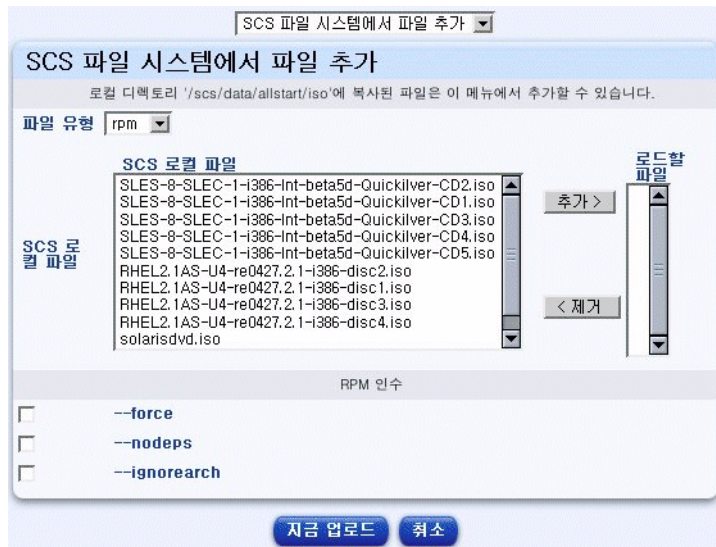 SCS 파일 시스템에서 파일 추가
SCS 파일 시스템에서 파일 추가
로컬 디렉토리 '/scs/data/allstart/iso'에 복사된 파일은 이 메뉴에서 추가할 수 있습니다.
파일 유형 rpm
SCS 로컬 파일
로드할
파일
SCS 로
컬 파일
SLES-8-SLEC-1-i386-Int-beta5d-Quickilver-CD2.iso
SLES-8-SLEC-1-i386-Int-beta5d-Quickilver-CD1.iso
SLES-8-SLEC-1-i386-Int-beta5d-Quickilver-CD3.iso
SLES-8-SLEC-1-i386-Int-beta5d-Quickilver-CD4.iso
SLES-8-SLEC-1-i386-Int-beta5d-Quickilver-CD5.iso
RHEL2.1AS-U4-re0427.2.1-i386-disc2.iso
RHEL2.1AS-U4-re0427.2.1-i386-disc1.iso
RHEL2.1AS-U4-re0427.2.1-i386-disc3.iso
RHEL2.1AS-U4-re0427.2.1-i386-disc4.iso
solarisdvd.iso
추가 >
< 제거
RPM 인수
--force
--nodeps
--ignorearch
지금 업로드 취소